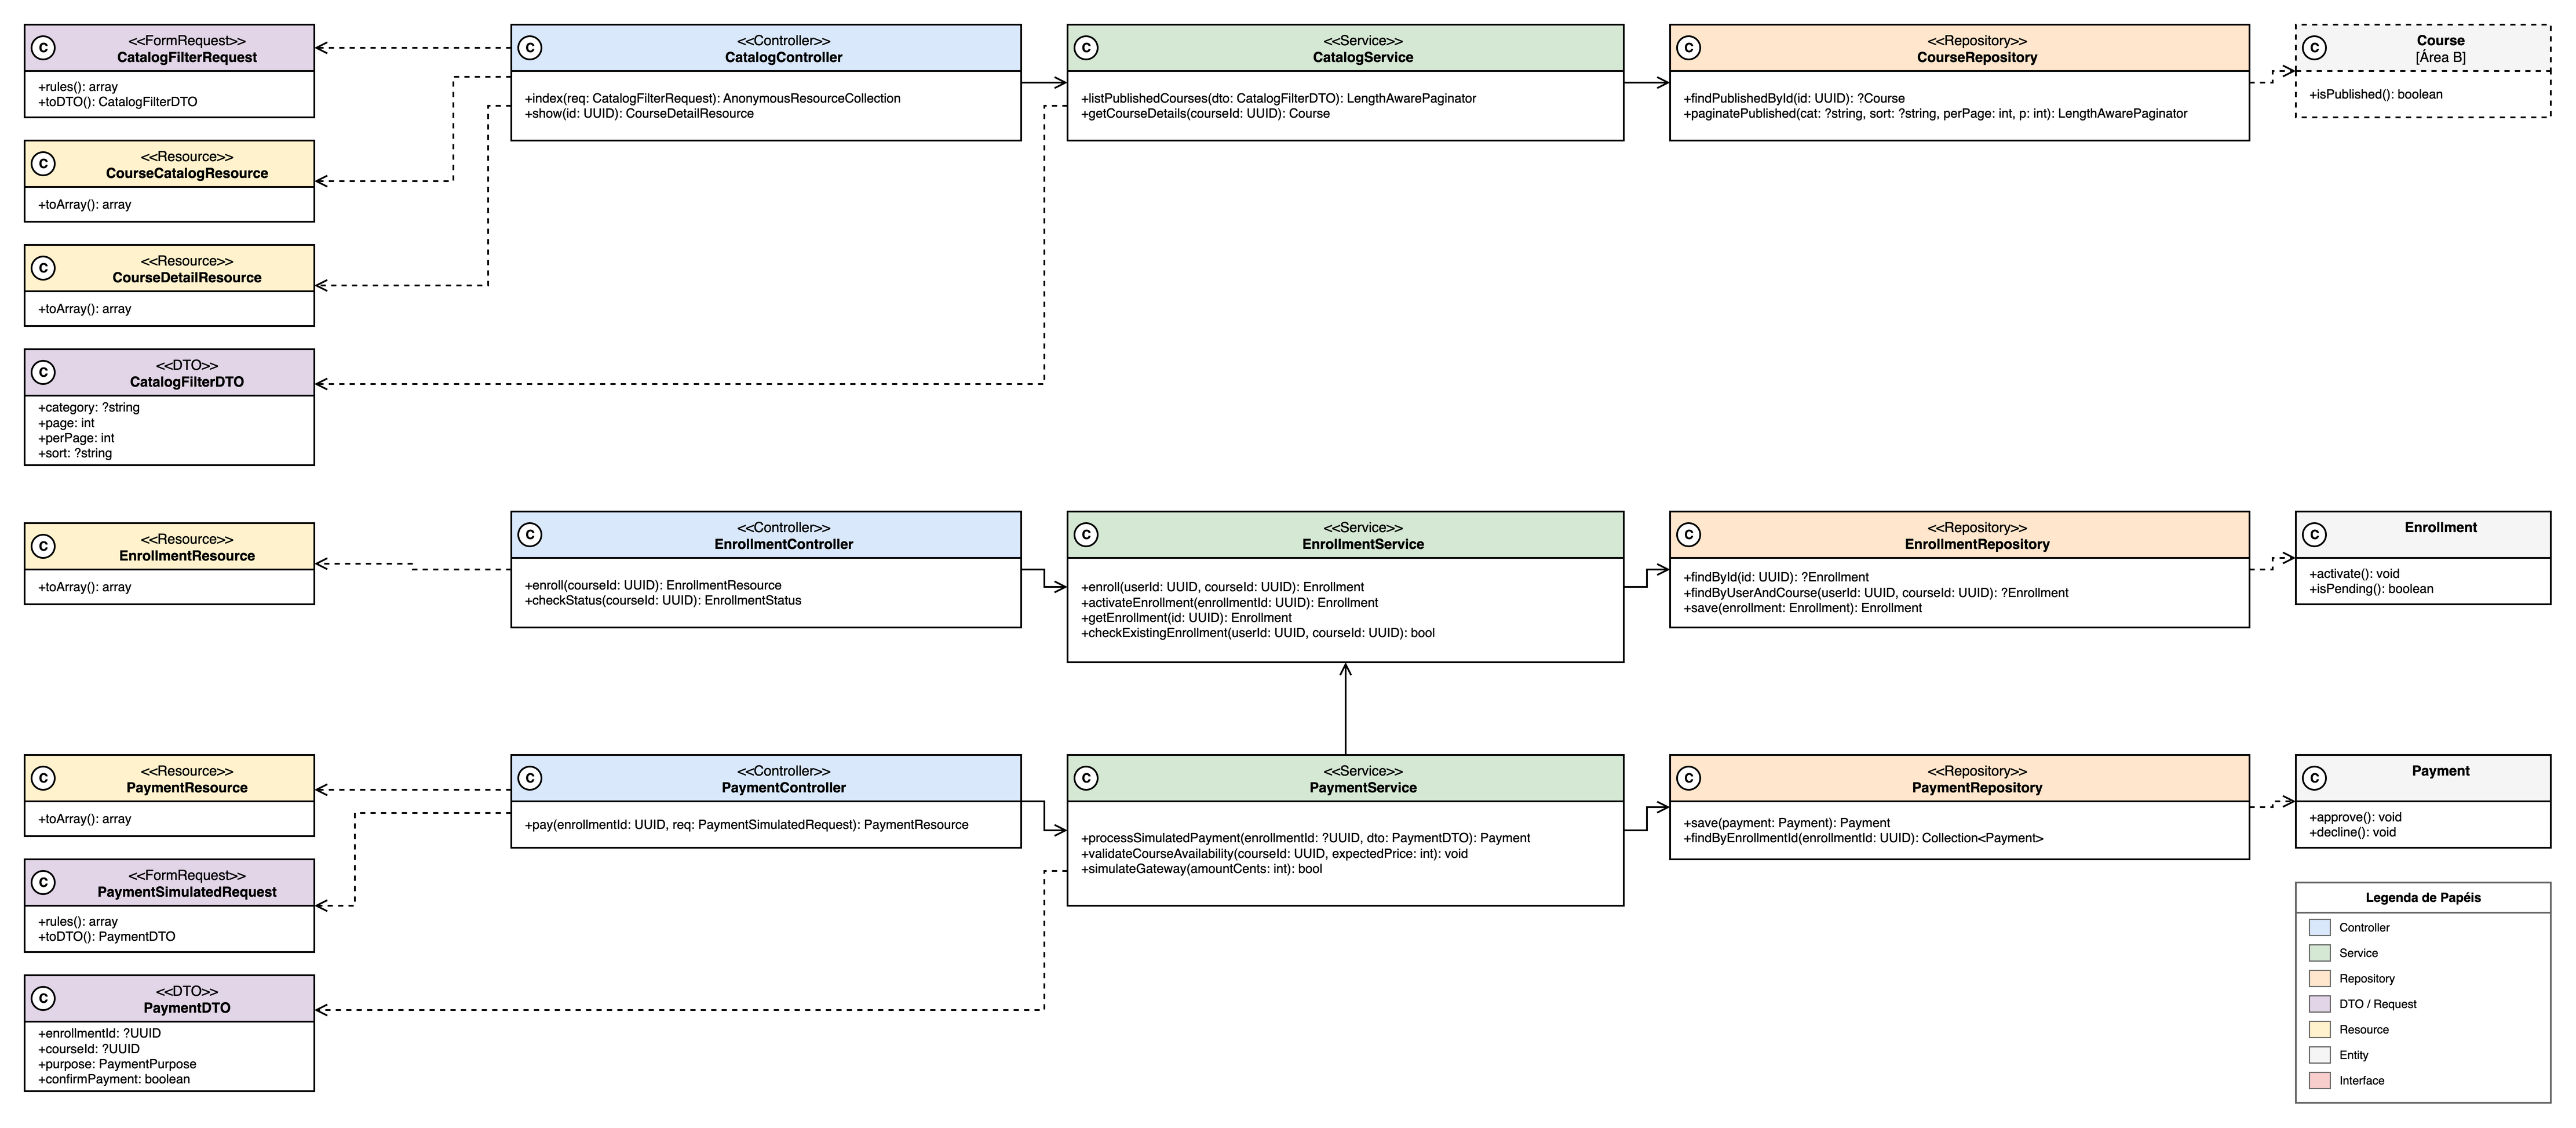 C
<<FormRequest>>
CatalogFilterRequest
+rules(): array
+toDTO(): CatalogFilterDTO
C
<<Controller>>
CatalogController
+index(req: CatalogFilterRequest): AnonymousResourceCollection
+show(id: UUID): CourseDetailResource
C
<<Service>>
CatalogService
+listPublishedCourses(dto: CatalogFilterDTO): LengthAwarePaginator
+getCourseDetails(courseId: UUID): Course
C
<<Repository>>
CourseRepository
+findPublishedById(id: UUID): ?Course
+paginatePublished(cat: ?string, sort: ?string, perPage: int, p: int): LengthAwarePaginator
C
Course
[Área B]
+isPublished(): boolean
C
<<Resource>>
CourseCatalogResource
+toArray(): array
C
<<Resource>>
CourseDetailResource
+toArray(): array
C
<<DTO>>
CatalogFilterDTO
+category: ?string
+page: int
+perPage: int
+sort: ?string
C
<<Resource>>
EnrollmentResource
+toArray(): array
C
<<Controller>>
EnrollmentController
+enroll(courseId: UUID): EnrollmentResource
+checkStatus(courseId: UUID): EnrollmentStatus
C
<<Service>>
EnrollmentService
+enroll(userId: UUID, courseId: UUID): Enrollment
+activateEnrollment(enrollmentId: UUID): Enrollment
+getEnrollment(id: UUID): Enrollment
+checkExistingEnrollment(userId: UUID, courseId: UUID): bool
C
<<Repository>>
EnrollmentRepository
+findById(id: UUID): ?Enrollment
+findByUserAndCourse(userId: UUID, courseId: UUID): ?Enrollment
+save(enrollment: Enrollment): Enrollment
C
Enrollment
+activate(): void
+isPending(): boolean
C
<<Resource>>
PaymentResource
+toArray(): array
C
<<Controller>>
PaymentController
+pay(enrollmentId: UUID, req: PaymentSimulatedRequest): PaymentResource
C
<<Service>>
PaymentService
+processSimulatedPayment(enrollmentId: ?UUID, dto: PaymentDTO): Payment
+validateCourseAvailability(courseId: UUID, expectedPrice: int): void
+simulateGateway(amountCents: int): bool
C
<<Repository>>
PaymentRepository
+save(payment: Payment): Payment
+findByEnrollmentId(enrollmentId: UUID): Collection<Payment>
C
Payment
+approve(): void
+decline(): void
C
<<FormRequest>>
PaymentSimulatedRequest
+rules(): array
+toDTO(): PaymentDTO
C
<<DTO>>
PaymentDTO
+enrollmentId: ?UUID
+courseId: ?UUID
+purpose: PaymentPurpose
+confirmPayment: boolean
Legenda de Papéis
Controller
Service
Repository
DTO / Request
Resource
Entity
Interface